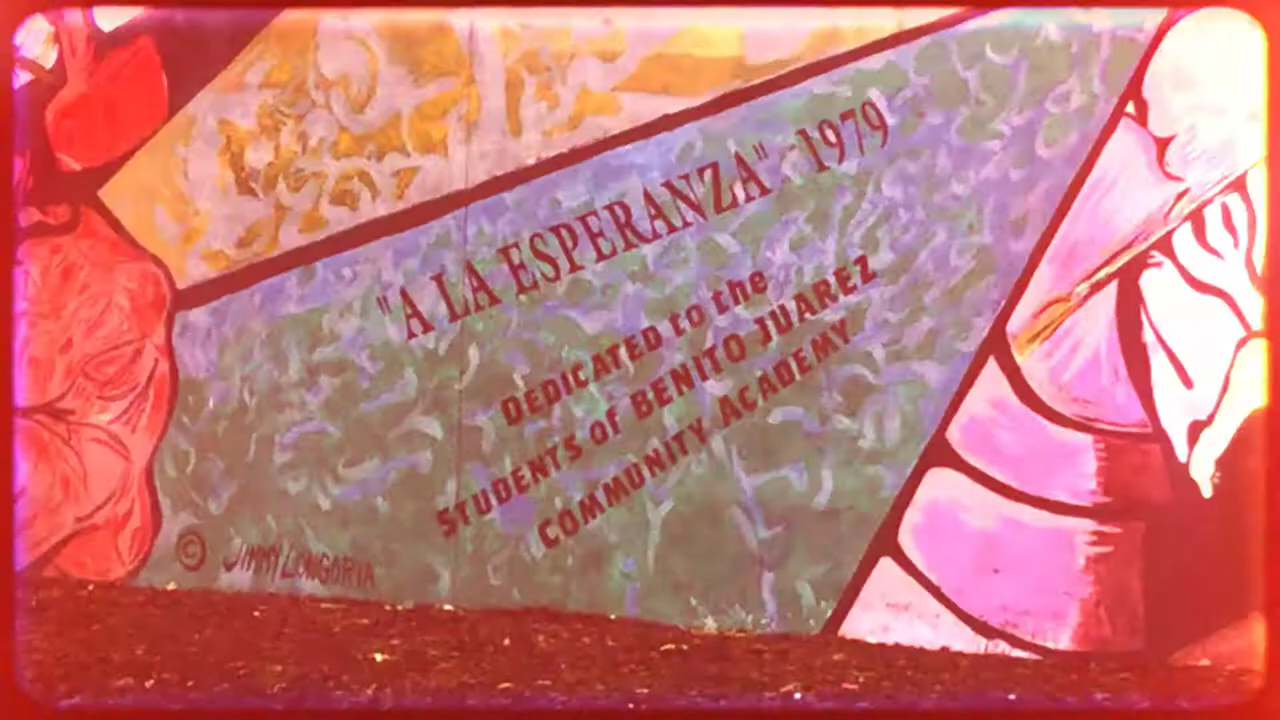 "A LA ESPERANZA" 1979
DEDICATED to the
STUDENTS of BENITO JUAREZ
COMMUNITY ACADEMY
© JIMMY LONGORIA